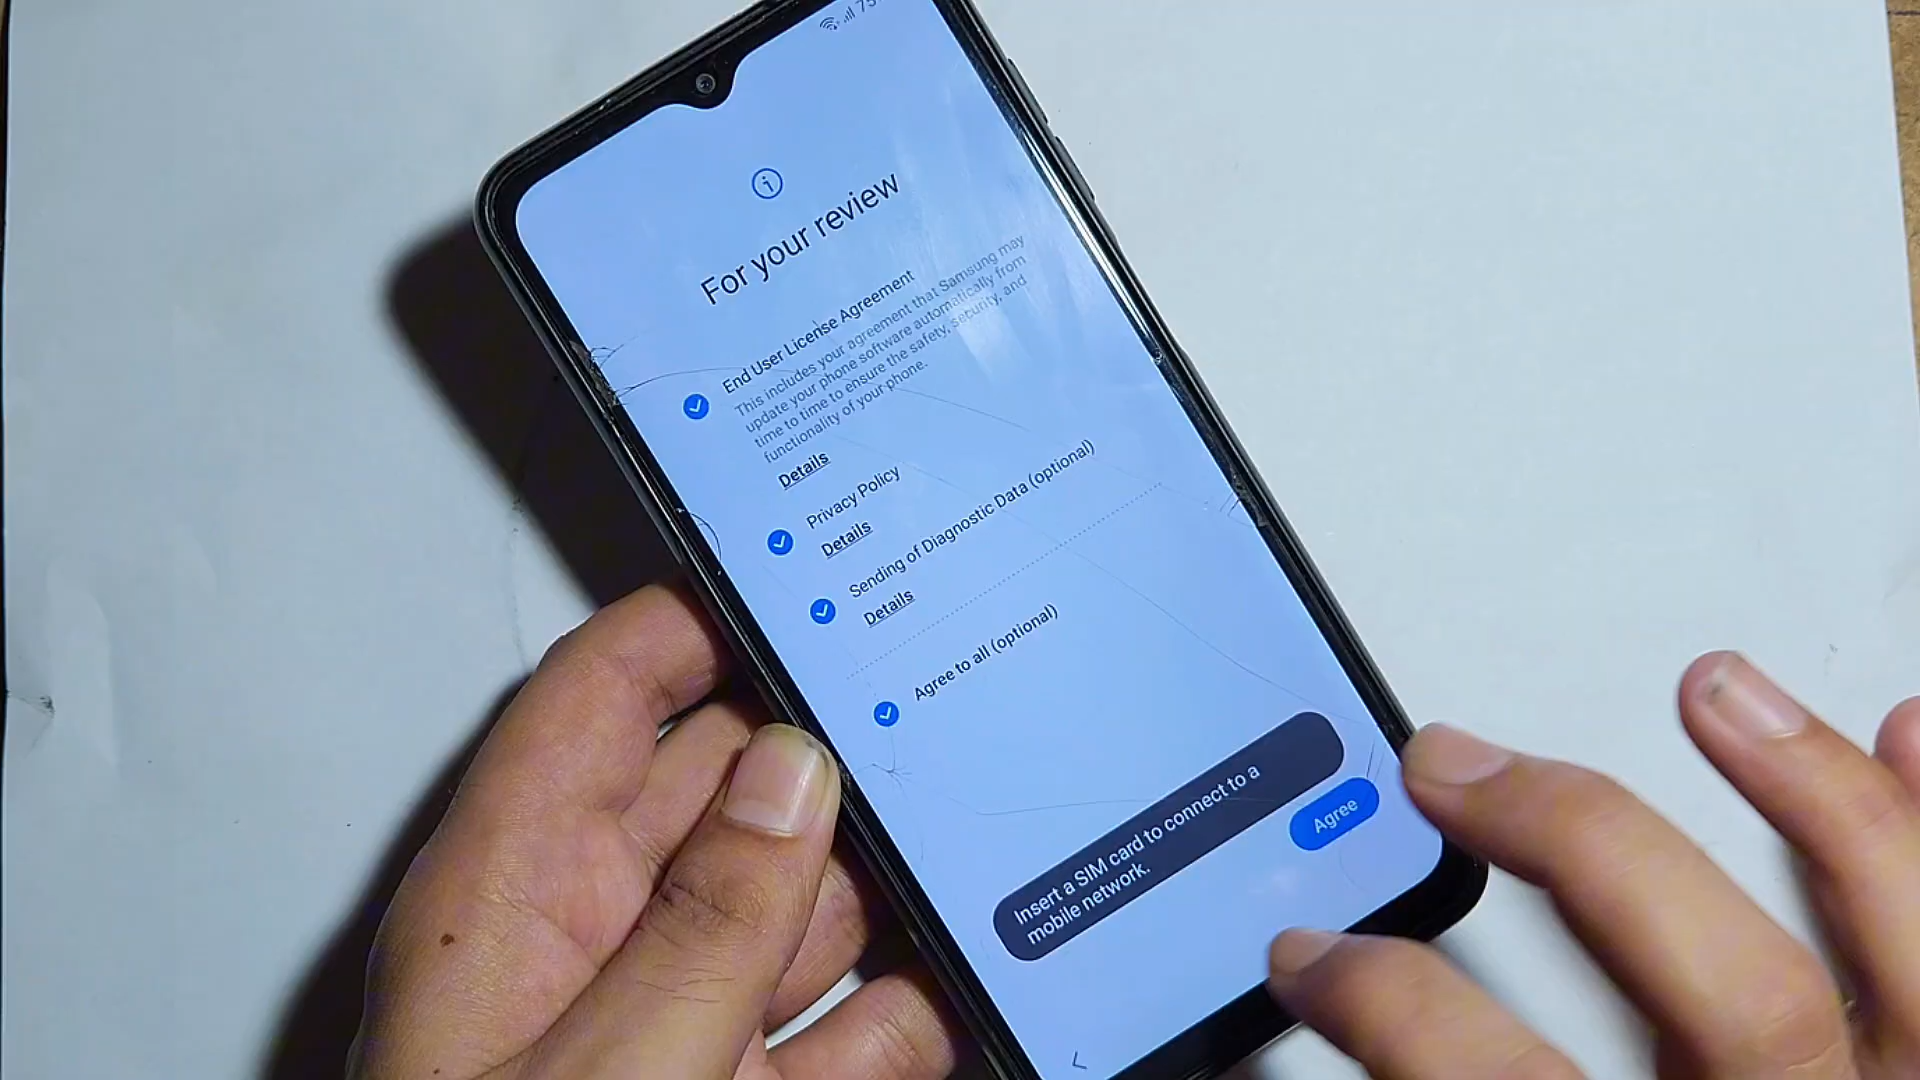 For your review
End User License Agreement
This includes your agreement that Samsung may
update your phone software automatically from
time to time to ensure the safety, security, and
functionality of your phone.
Details
Privacy Policy
Details
Sending of Diagnostic Data (optional)
Details
Agree to all (optional)
Insert a SIM card to connect to a
mobile network.
Agree